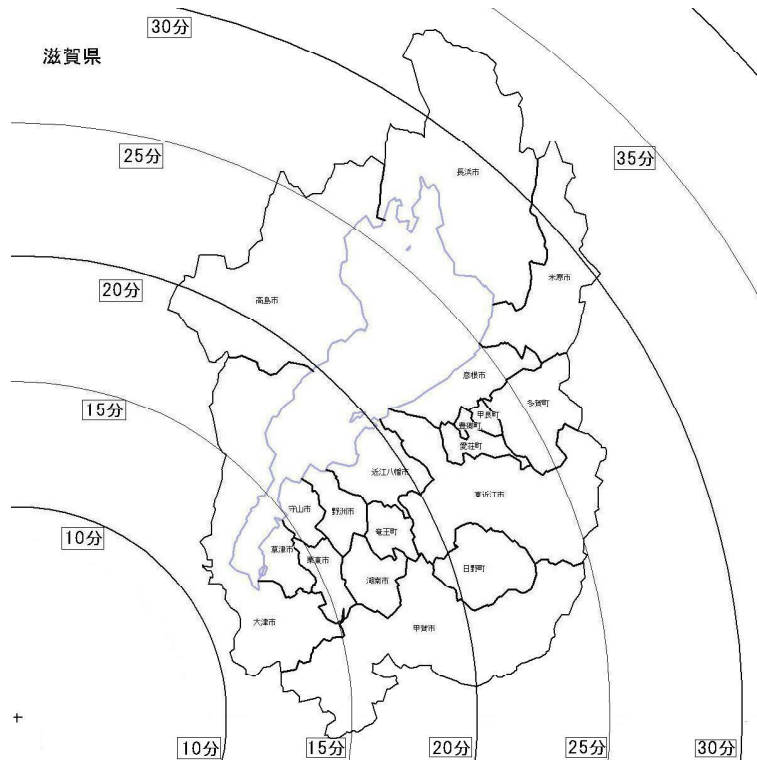 30分
滋賀県
25分
35分
長浜市
米原市
20分
高島市
彦根市
15分
多賀町
甲良町
豊郷町
愛荘町
近江八幡市
東近江市
守山市
野洲市
竜王町
10分
草津市
栗東市
湖南市
日野町
大津市
甲賀市
+
10分
15分
20分
25分
30分